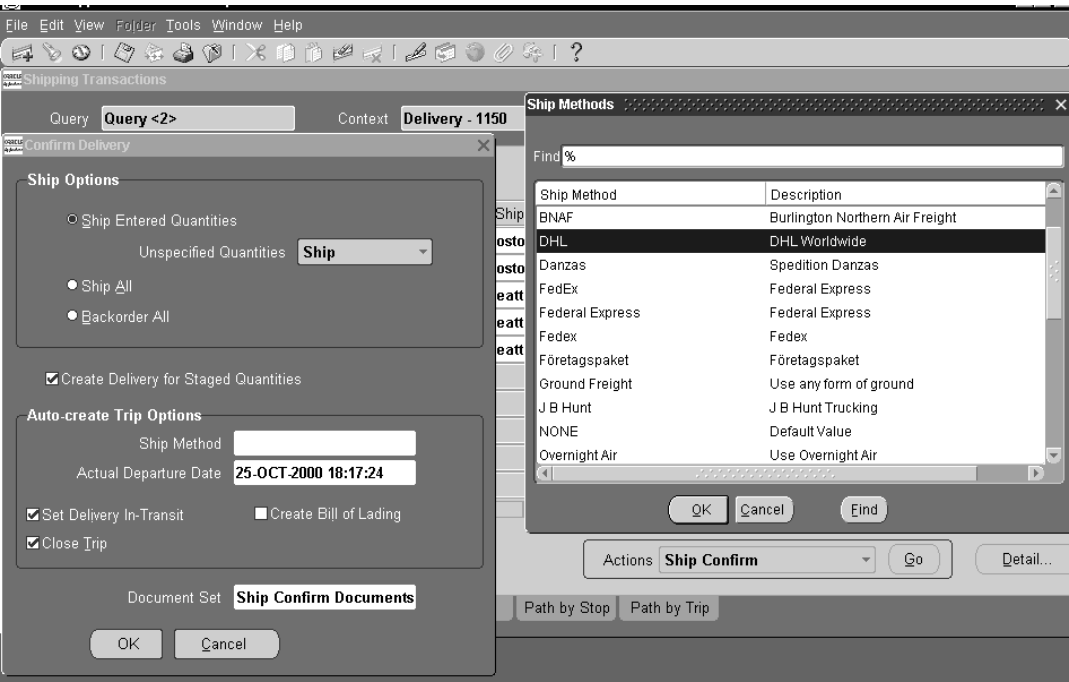 File Edit View Folder Tools Window Help
Shipping Transactions
Query Query <2> Context Delivery - 1150
Confirm Delivery
Ship Options
Ship Entered Quantities
Unspecified Quantities Ship
Ship All
Backorder All
Create Delivery for Staged Quantities
Auto-create Trip Options
Ship Method
Actual Departure Date 25-OCT-2000 18:17:24
Set Delivery In-Transit Create Bill of Lading
Close Trip
Document Set Ship Confirm Documents
OK Cancel
Ship
osto
osto
eatt
eatt
eatt
Ship Methods
Find %
Ship Method Description
BNAF Burlington Northern Air Freight
DHL DHL Worldwide
Danzas Spedition Danzas
FedEx Federal Express
Federal Express Federal Express
Fedex Fedex
Företagspaket Företagspaket
Ground Freight Use any form of ground
J B Hunt J B Hunt Trucking
NONE Default Value
Overnight Air Use Overnight Air
OK Cancel Find
Actions Ship Confirm Go Detail...
Path by Stop Path by Trip